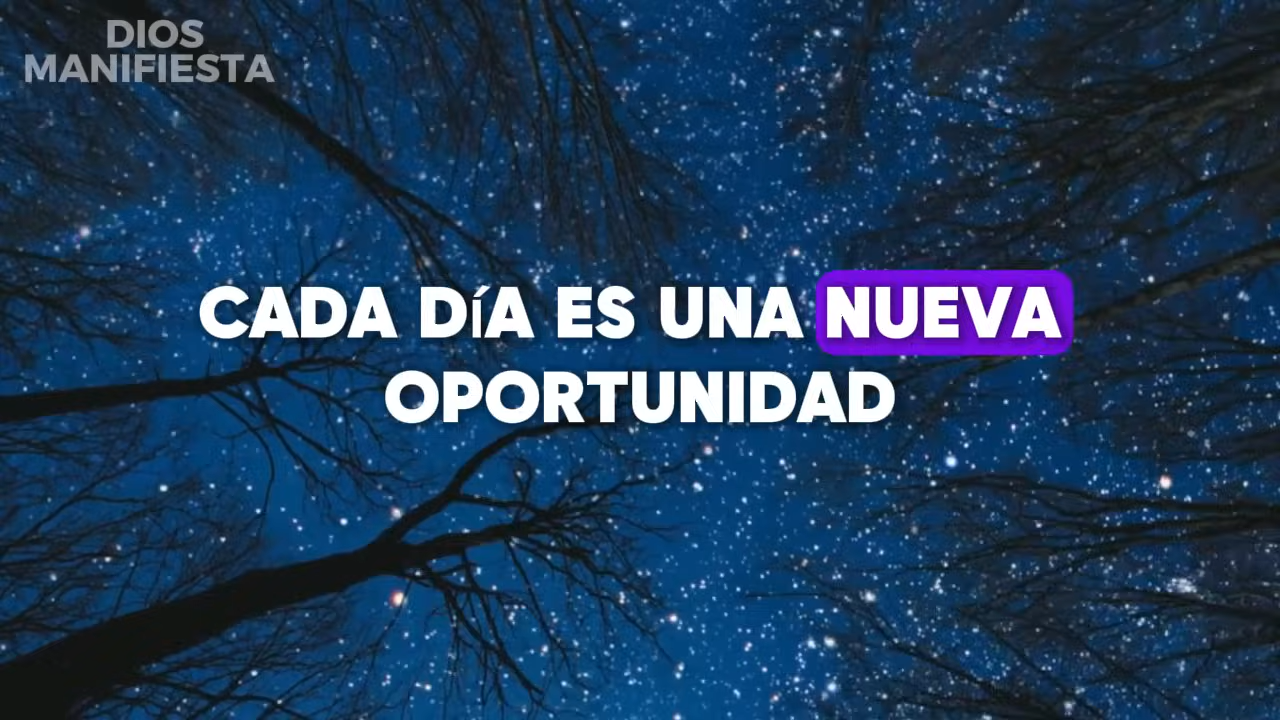 DIOS
MANIFIESTA
CADA DíA ES UNA NUEVA
OPORTUNIDAD